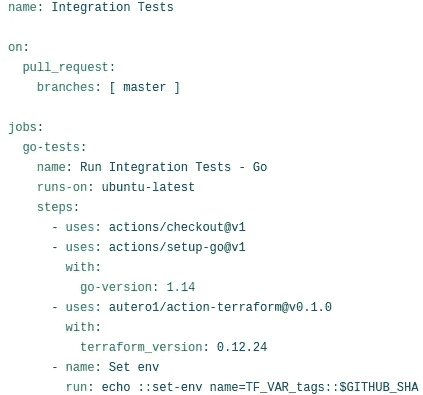 name: Integration Tests
on:
pull_request:
branches: [ master ]
jobs:
go-tests:
name: Run Integration Tests - Go
runs-on: ubuntu-latest
steps:
- uses: actions/checkout@v1
- uses: actions/setup-go@v1
with:
go-version: 1.14
- uses: autero1/action-terraform@v0.1.0
with:
terraform_version: 0.12.24
- name: Set env
run: echo ::set-env name=TF_VAR_tags::$GITHUB_SHA